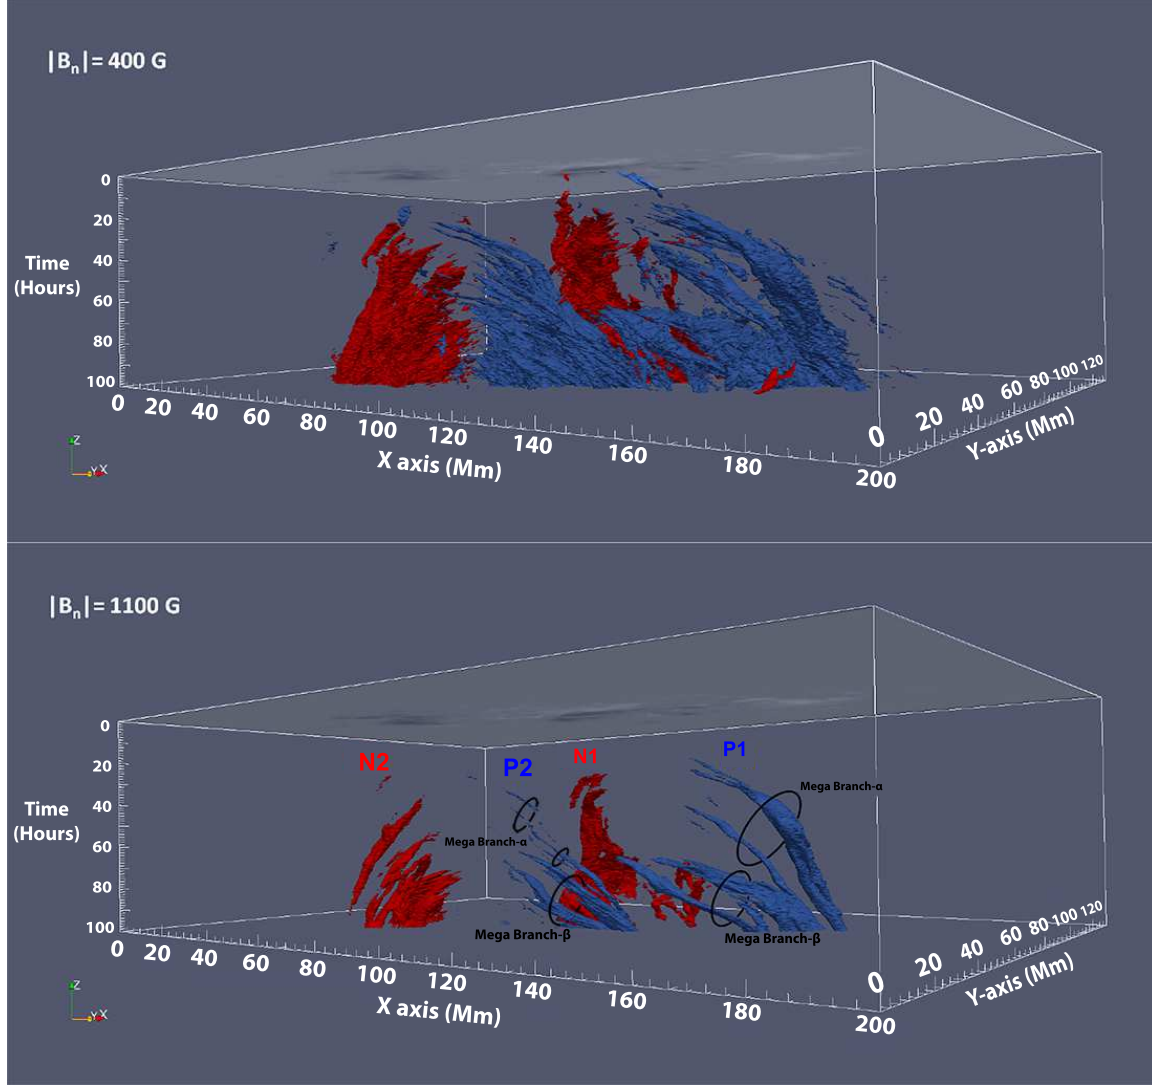 |Bn|= 400 G
0
20
40
60
80
100
Time
(Hours)
0 20 40 60 80 100 120 140 160 180 200
X axis (Mm)
0 20 40 60 80 100 120
Y-axis (Mm)
Z
Y X
|Bn|= 1100 G
N2
P2
N1
P1
Mega Branch-α
Mega Branch-α
Mega Branch-β
Mega Branch-β
0
20
40
60
80
100
Time
(Hours)
0 20 40 60 80 100 120 140 160 180 200
X axis (Mm)
0 20 40 60 80 100 120
Y-axis (Mm)
Z
Y X